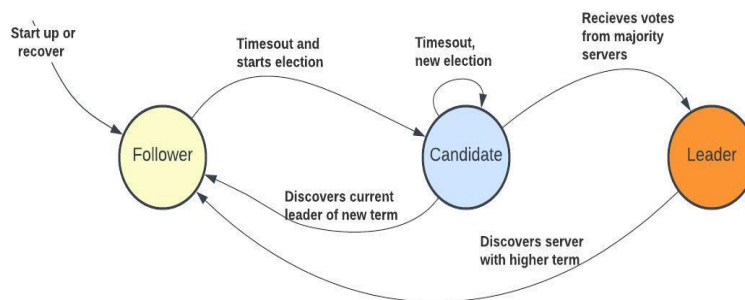 Start up or
recover
Timesout and
starts election
Timesout,
new election
Recieves votes
from majority
servers
Follower
Candidate
Leader
Discovers current
leader of new term
Discovers server
with higher term